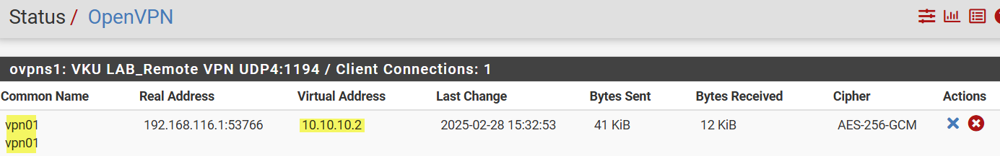 Status / OpenVPN
ovpns1: VKU LAB_Remote VPN UDP4:1194 / Client Connections: 1
Common Name Real Address Virtual Address Last Change Bytes Sent Bytes Received Cipher Actions
vpn01 192.168.116.1:53766 10.10.10.2 2025-02-28 15:32:53 41 KiB 12 KiB AES-256-GCM
vpn01